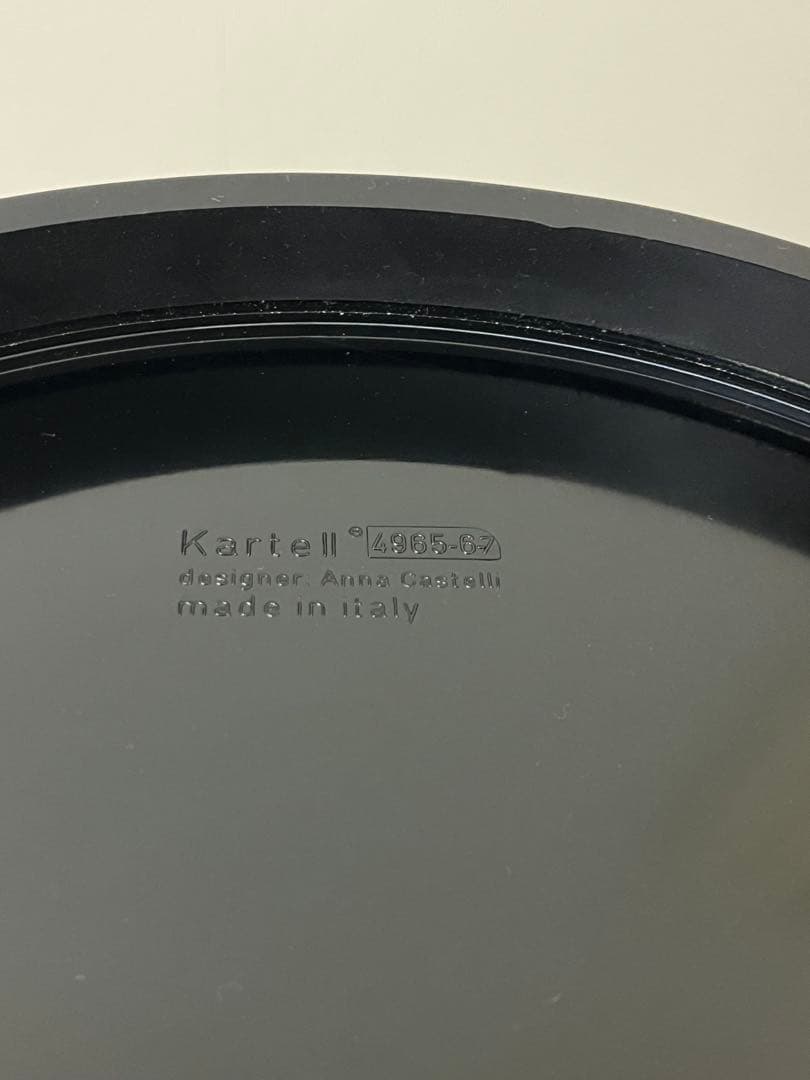 Kartell® 4965-67
designer: Anna Castelli
made in italy